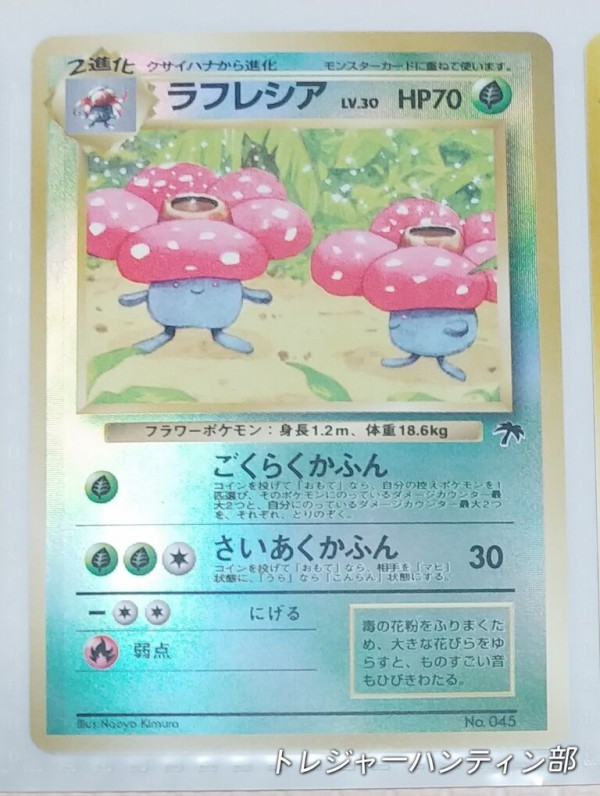 2進化 クサイハナから進化 モンスターカードに重ねて使います。
ラフレシア LV.30 HP70
フラワーポケモン：身長1.2m、体重18.6kg
ごくらくかふん
コインを投げて「おもて」なら、自分の控えポケモンを1
匹選び、そのポケモンにのっているダメージカウンター最
大2つと、自分にのっているダメージカウンター最大2つ
を、それぞれ、とりのぞく。
さいあくかふん 30
コインを投げて「おもて」なら、相手を「マヒ」
状態に、「うら」なら「こんらん」状態にする。
ー にげる
弱点
毒の花粉をふりまくた
め、大きな花びらをゆ
らすと、ものすごい音
もひびきわたる。
Illus. Naoyo Kimura No. 045
トレジャーハンティン部